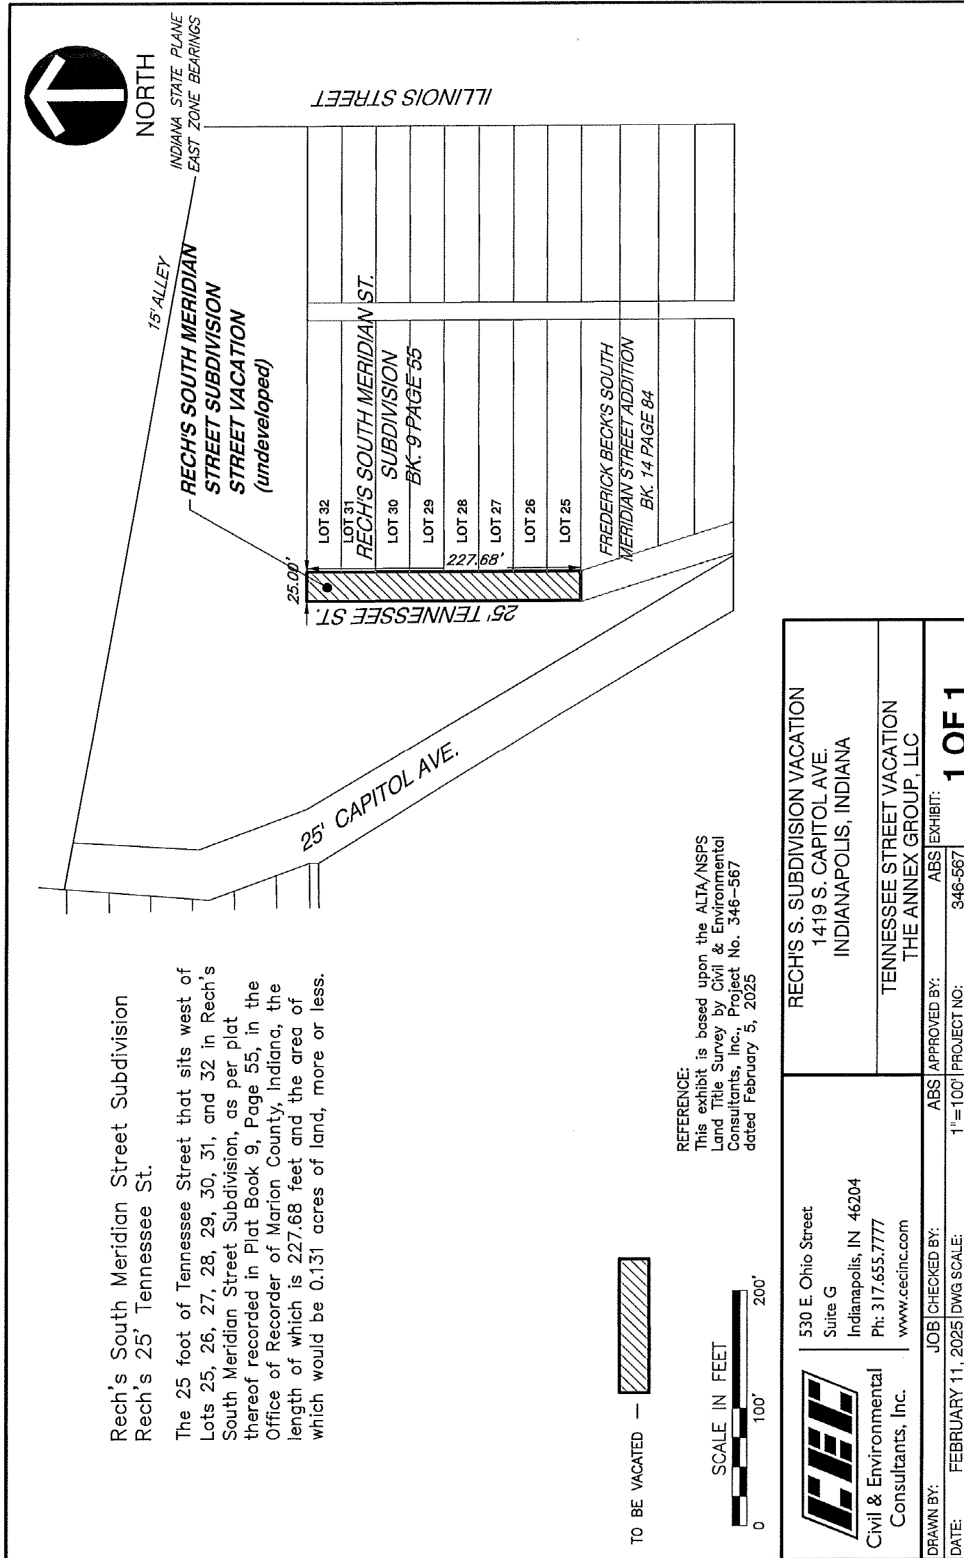 Rech's South Meridian Street Subdivision
Rech's 25' Tennessee St.
The 25 foot of Tennessee Street that sits west of
Lots 25, 26, 27, 28, 29, 30, 31, and 32 in Rech's
South Meridian Street Subdivision, as per plat
thereof recorded in Plat Book 9, Page 55, in the
Office of Recorder of Marion County, Indiana, the
length of which is 227.68 feet and the area of
which would be 0.131 acres of land, more or less.
NORTH
INDIANA STATE PLANE
EAST ZONE BEARINGS
15' ALLEY
RECH'S SOUTH MERIDIAN
STREET SUBDIVISION
STREET VACATION
(undeveloped)
ILLINOIS STREET
25.00'
LOT 32
LOT 31
RECH'S SOUTH MERIDIAN ST.
LOT 30
SUBDIVISION
LOT 29
BK. 9 PAGE 55
LOT 28
227.68'
LOT 27
LOT 26
LOT 25
25' TENNESSEE ST.
25' CAPITOL AVE.
FREDERICK BECK'S SOUTH
MERIDIAN STREET ADDITION
BK. 14 PAGE 84
TO BE VACATED
SCALE IN FEET
0 100' 200'
REFERENCE:
This exhibit is based upon the ALTA/NSPS
Land Title Survey by Civil & Environmental
Consultants, Inc., Project No. 346-567
dated February 5, 2025
CEC
Civil & Environmental
Consultants, Inc.
530 E. Ohio Street
Suite G
Indianapolis, IN 46204
Ph: 317.655.7777
www.cecinc.com
RECH'S S. SUBDIVISION VACATION
1419 S. CAPITOL AVE.
INDIANAPOLIS, INDIANA
TENNESSEE STREET VACATION
THE ANNEX GROUP, LLC
DRAWN BY: JOB CHECKED BY: ABS APPROVED BY: ABS EXHIBIT:
DATE: FEBRUARY 11, 2025 DWG SCALE: 1"=100' PROJECT NO: 346-567
1 OF 1